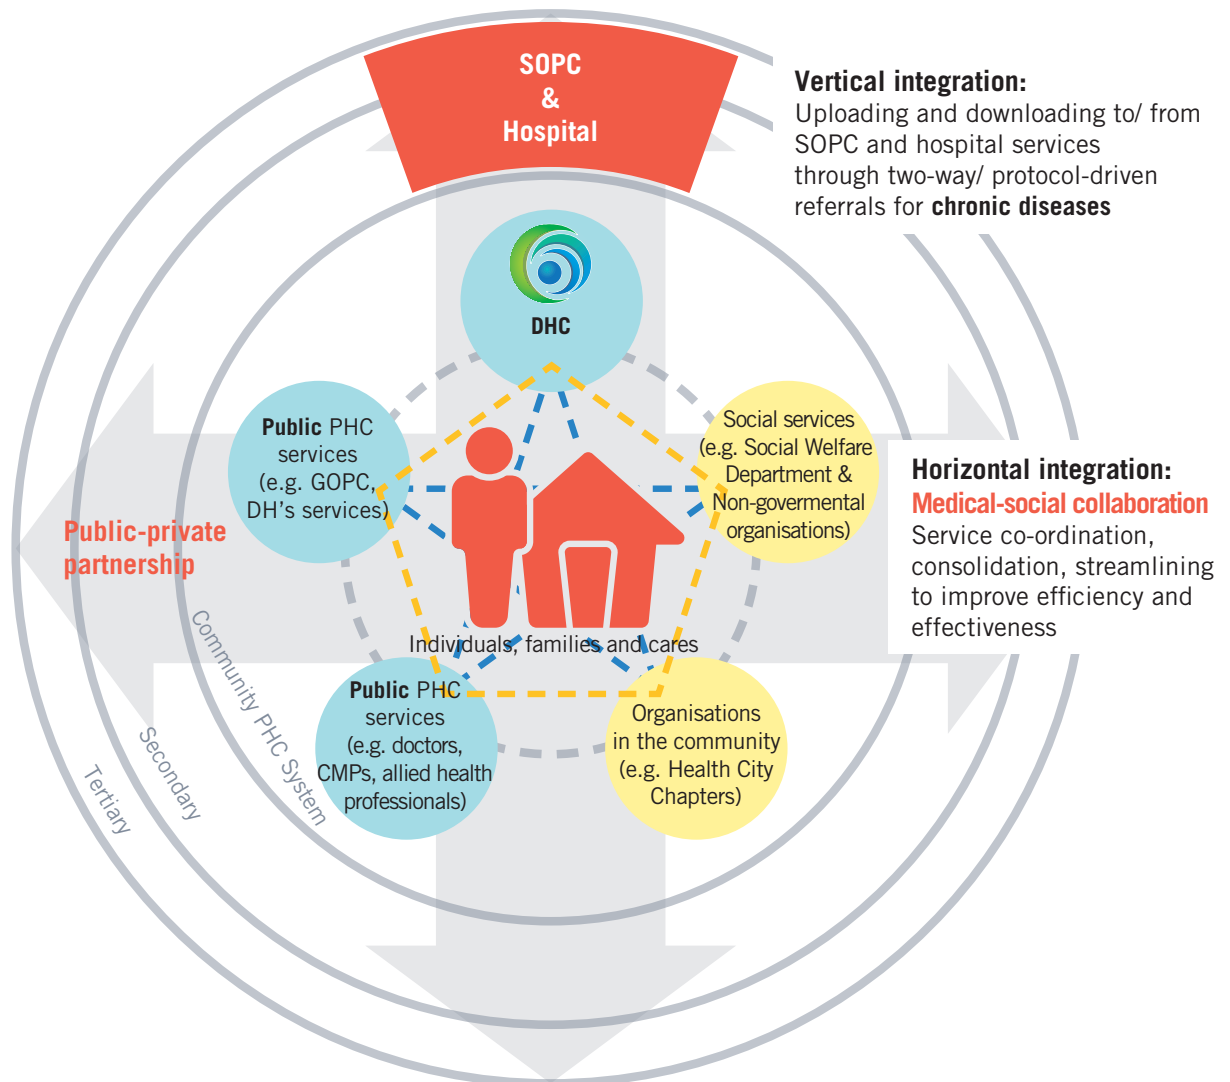 SOPC
&
Hospital
Vertical integration:
Uploading and downloading to/ from
SOPC and hospital services
through two-way/ protocol-driven
referrals for chronic diseases
DHC
Public PHC
services
(e.g. GOPC,
DH's services)
Social services
(e.g. Social Welfare
Department &
Non-govermental
organisations)
Public-private
partnership
Horizontal integration:
Medical-social collaboration
Service co-ordination,
consolidation, streamlining
to improve efficiency and
effectiveness
Individuals, families and cares
Public PHC
services
(e.g. doctors,
CMPs, allied health
professionals)
Organisations
in the community
(e.g. Health City
Chapters)
Community PHC System
Secondary
Tertiary